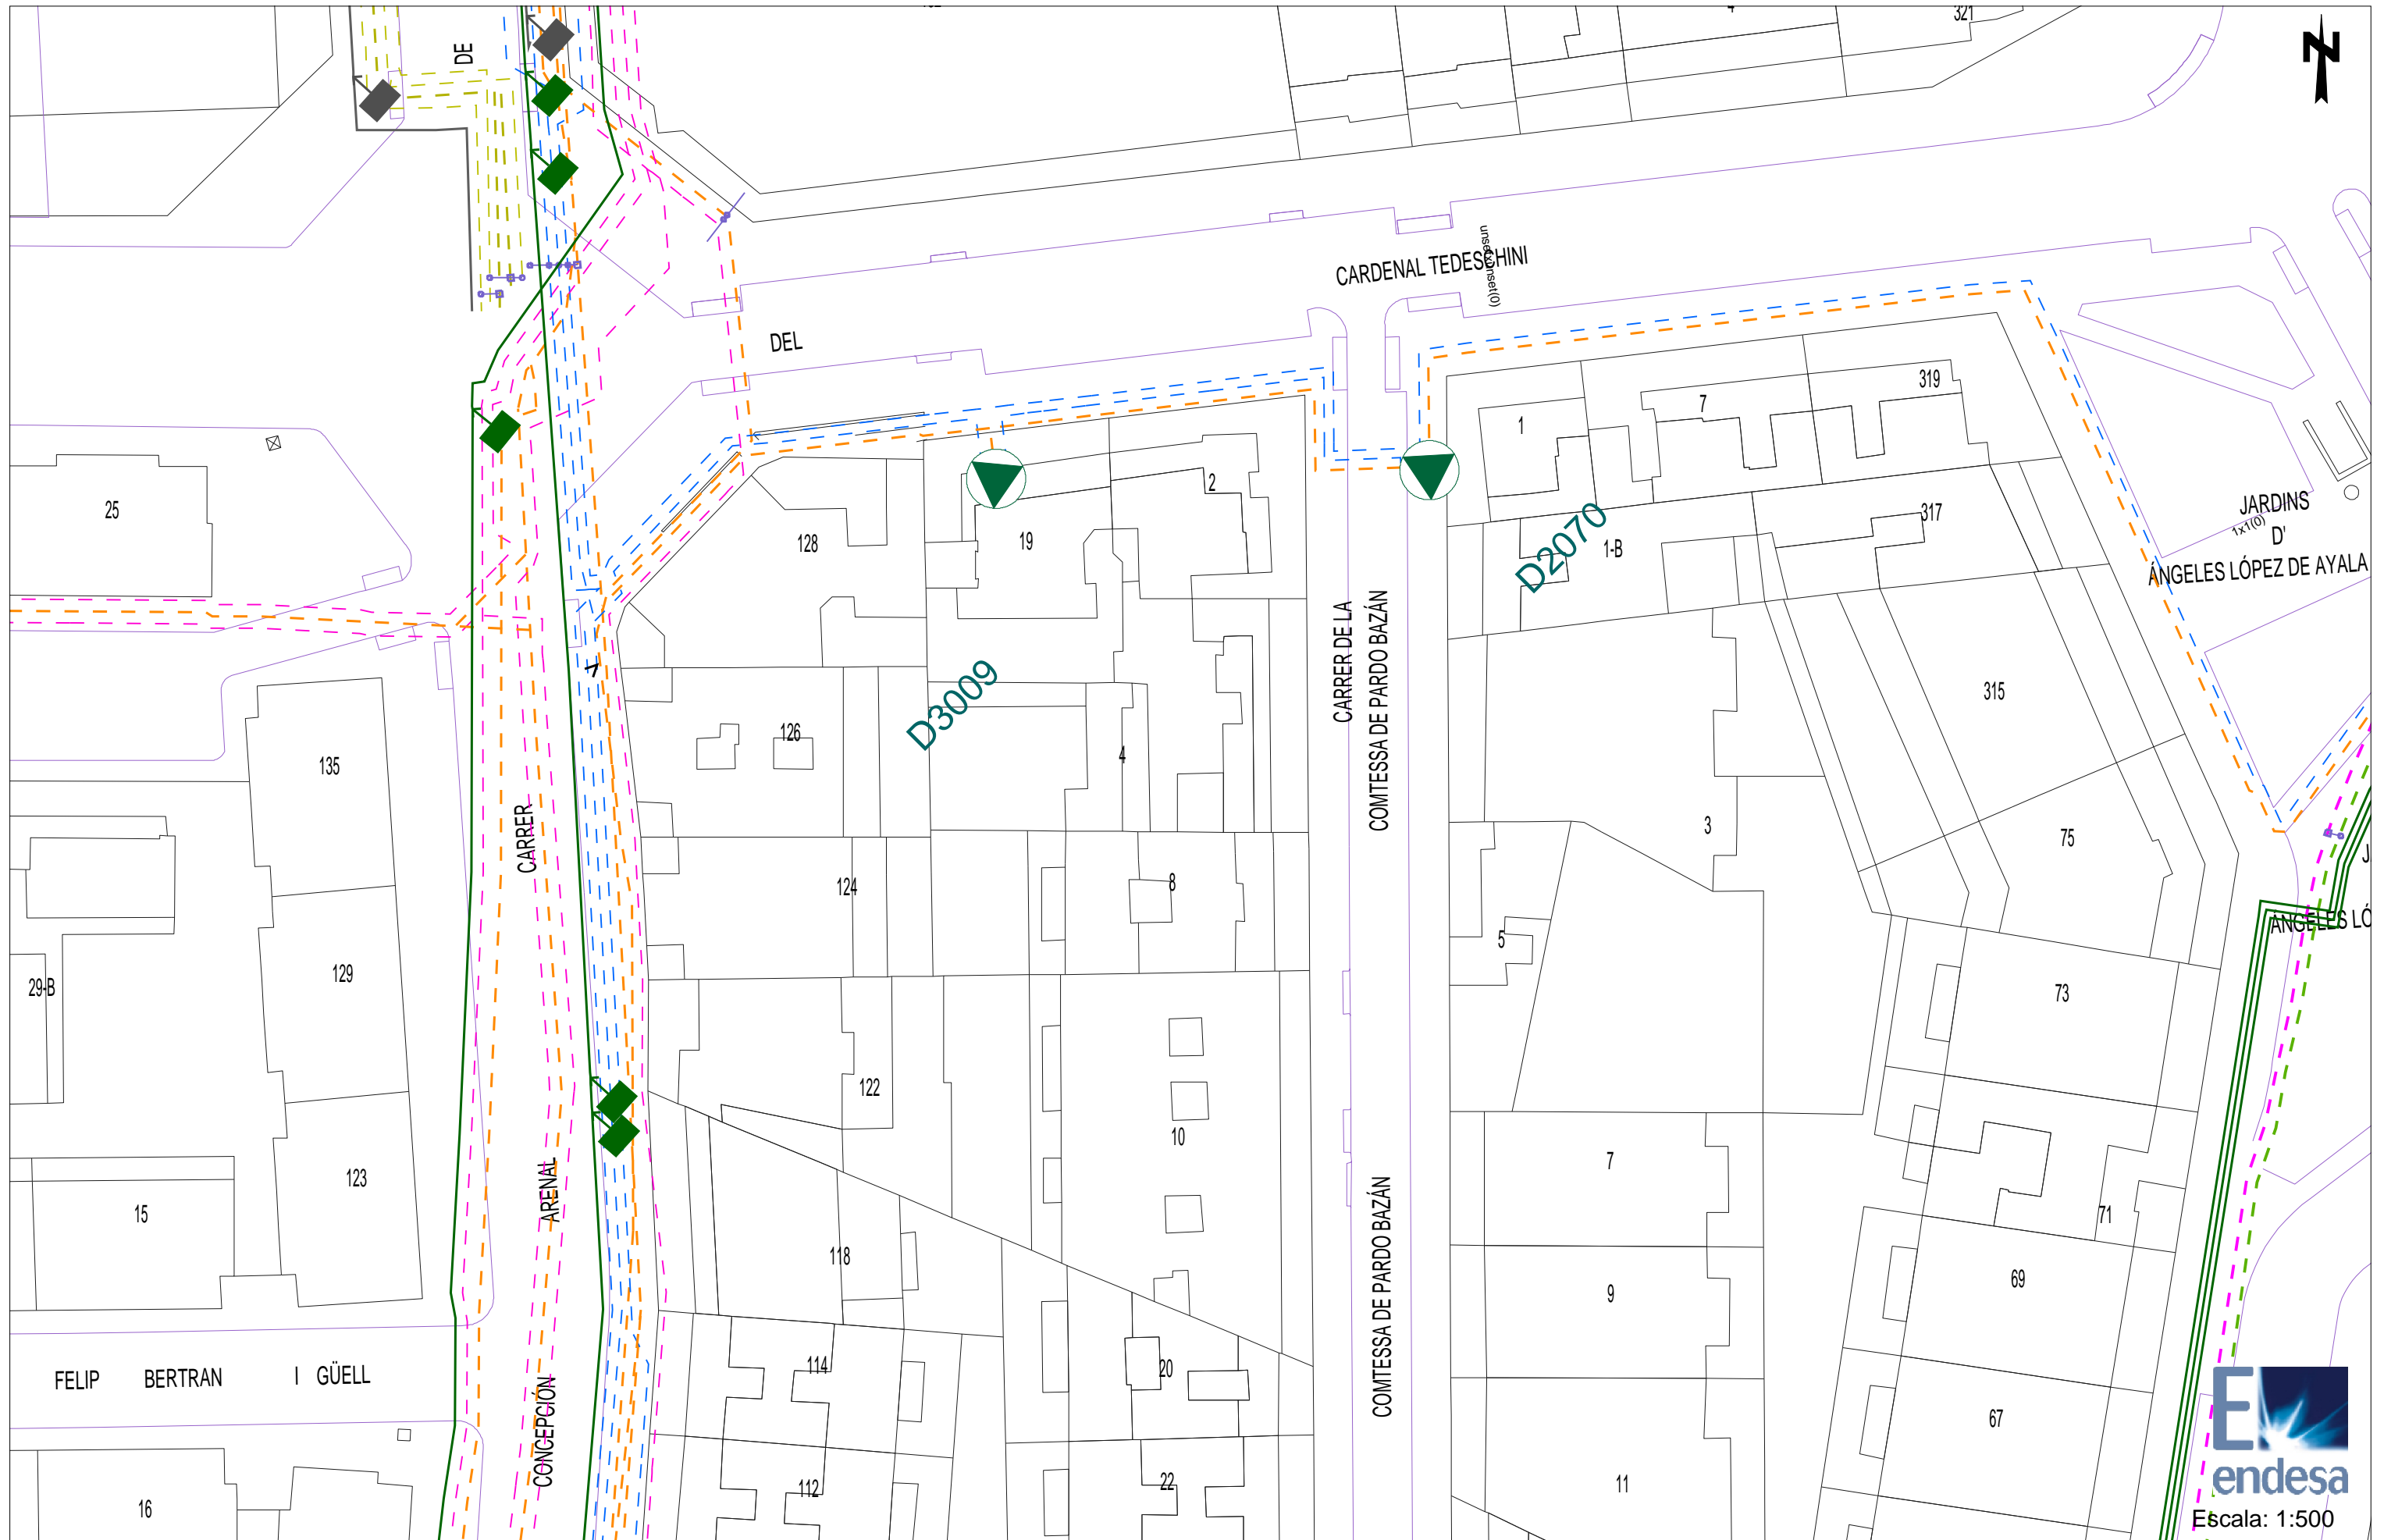 321
DE
CARDENAL TEDESCHINI
DEL
319
7
1
2
25
JARDINS
D'
ÁNGELES LÓPEZ DE AYALA
1x1(0)
128
19
1-B
317
D2070
CARRER DE LA
COMTESSA DE PARDO BAZÁN
D3009
315
126
4
135
CARRER
3
75
124
8
ANGELES LÓ
5
129
29-B
73
122
10
ARENAL
7
123
15
71
118
COMTESSA DE PARDO BAZÁN
69
9
FELIP BERTRAN I GÜELL
114
20
67
CONCEPCIÓN
112
22
11
16
endesa
Escala: 1:500
N